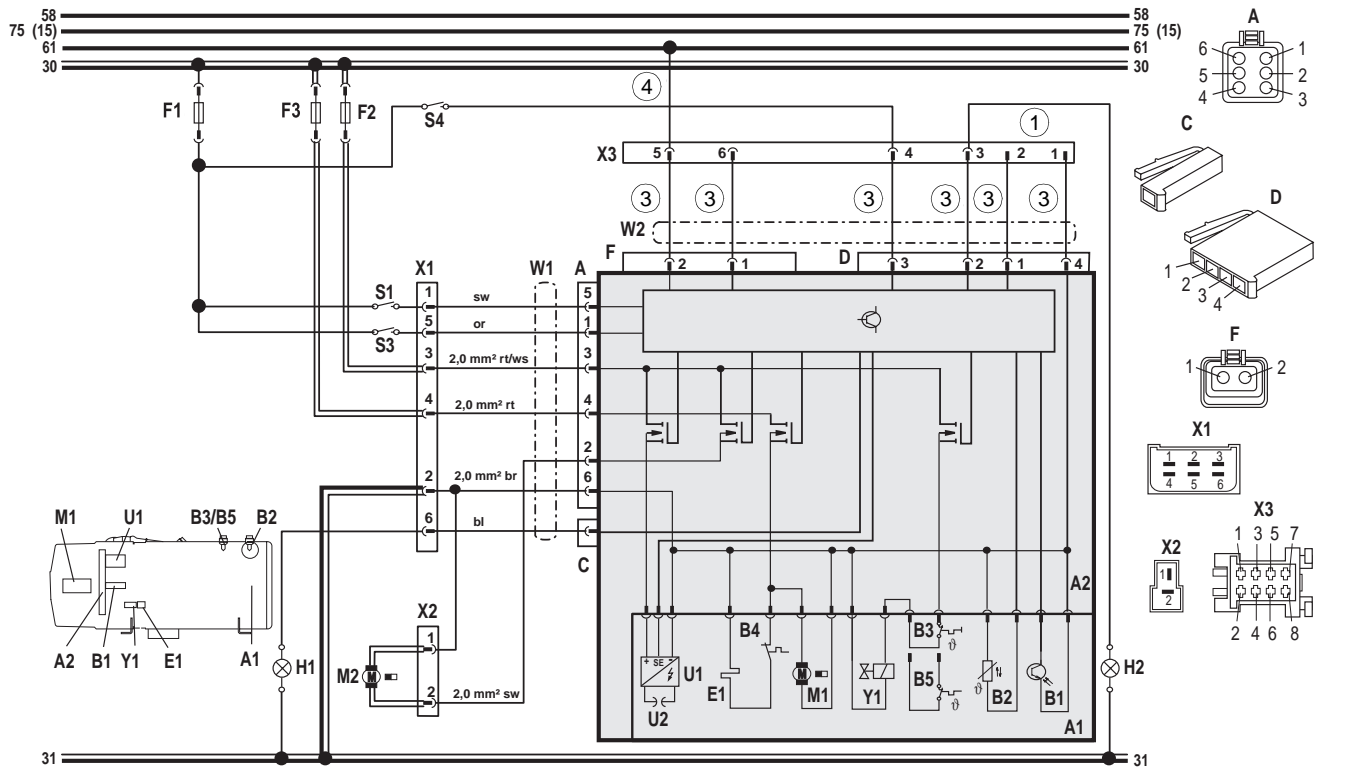 58 58
75 (15) 75 (15)
61 61
30 30
A
6 1
5 2
4 3
F1 F3 F2
S4
4
1
C
X3 5 6 4 3 2 1
3 3 3 3 3 3
W2
D
1
2
3
4
F 2 1
D 3 2 1 4
X1 W1 A
S1 1 sw 5
S3 5 or 1
3 2,0 mm² rt/ws 3
4 2,0 mm² rt 4
2
2 2,0 mm² br 6
6 bl
C
F
1 2
X1
1 2 3
4 5 6
X3
1 3 5 7
2 4 6 8
X2
1
2
M1 U1 B3/B5 B2
A2 B1 Y1 E1 A1
H1
X2
1
M2 M
2 2,0 mm² sw
A2
+ SE -
U1
U2
E1
B4
M
M1
Y1
B3
ϑ
B5
ϑ
ϑ
B2
B1
A1
H2
31 31